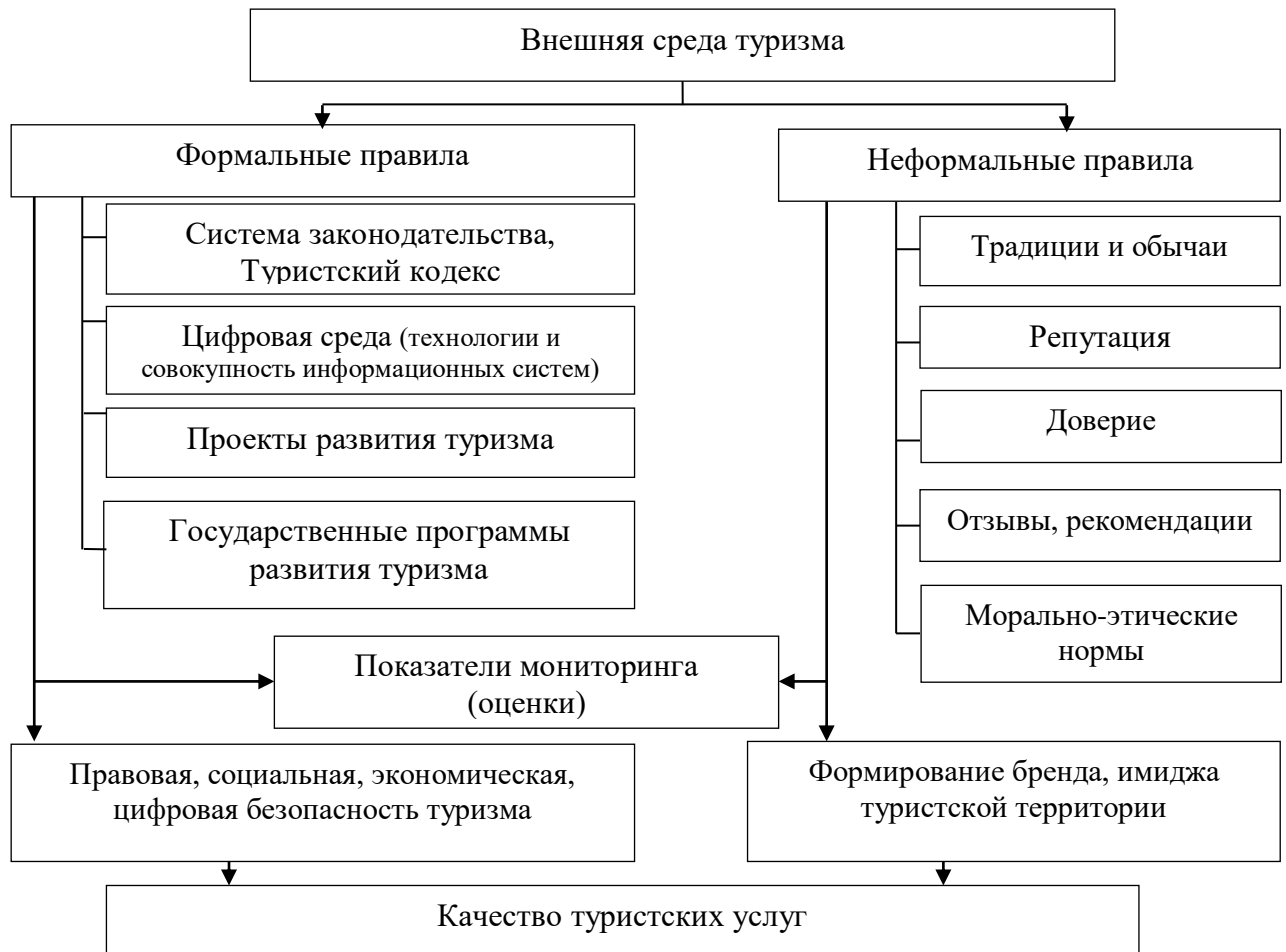 Внешняя среда туризма
Формальные правила
Неформальные правила
Система законодательства,
Туристский кодекс
Цифровая среда (технологии и
совокупность информационных систем)
Проекты развития туризма
Государственные программы
развития туризма
Традиции и обычаи
Репутация
Доверие
Отзывы, рекомендации
Морально-этические
нормы
Показатели мониторинга
(оценки)
Правовая, социальная, экономическая,
цифровая безопасность туризма
Формирование бренда, имиджа
туристской территории
Качество туристских услуг